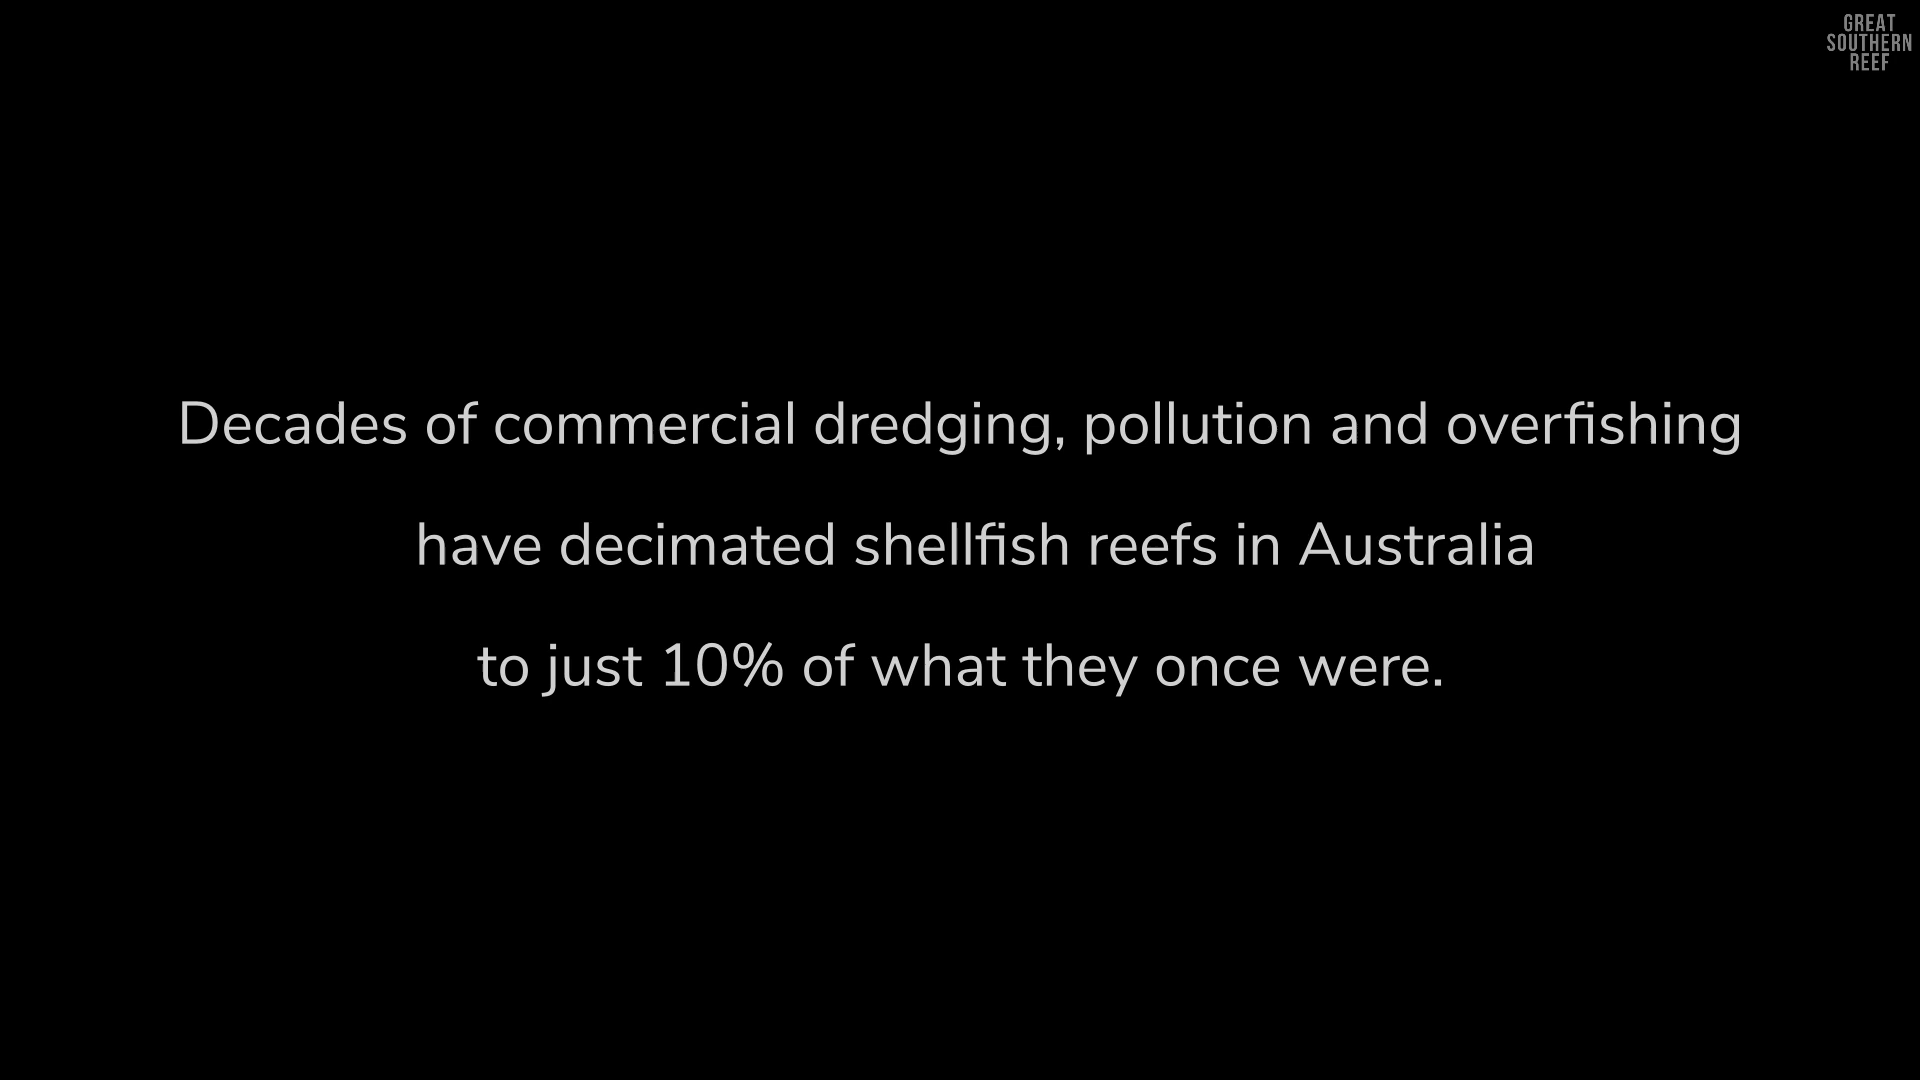 GREAT
SOUTHERN
REEF
Decades of commercial dredging, pollution and overfishing
have decimated shellfish reefs in Australia
to just 10% of what they once were.